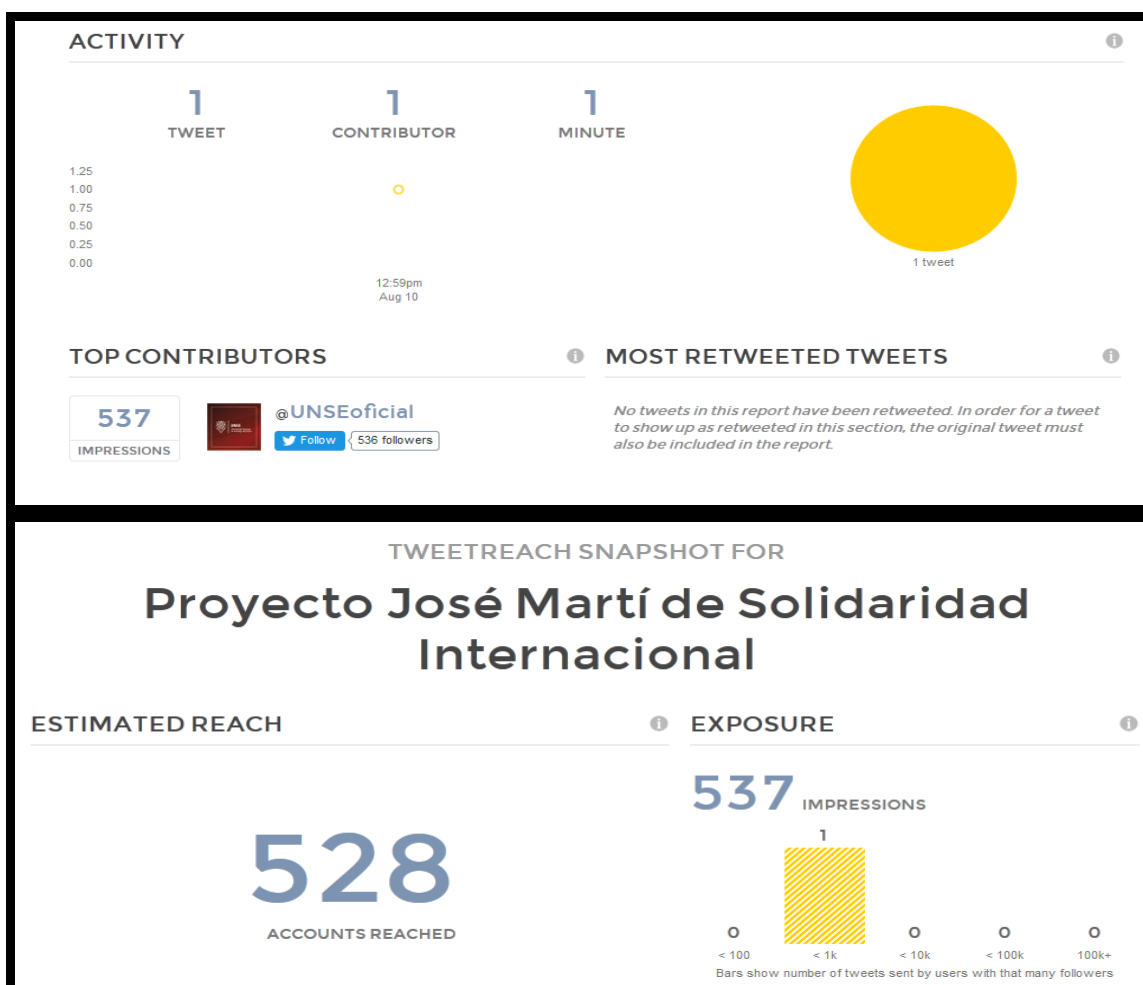 ACTIVITY
1 1 1
TWEET CONTRIBUTOR MINUTE
1.25
1.00
0.75
0.50
0.25
0.00
12:59pm
Aug 10
1 tweet
TOP CONTRIBUTORS
537
IMPRESSIONS
@UNSEoficial
Follow 536 followers
MOST RETWEETED TWEETS
No tweets in this report have been retweeted. In order for a tweet
to show up as retweeted in this section, the original tweet must
also be included in the report.
TWEETREACH SNAPSHOT FOR
Proyecto José Martí de Solidaridad
Internacional
ESTIMATED REACH
528
ACCOUNTS REACHED
EXPOSURE
537 IMPRESSIONS
1
0 0 0 0
< 100 < 1k < 10k < 100k 100k+
Bars show number of tweets sent by users with that many followers